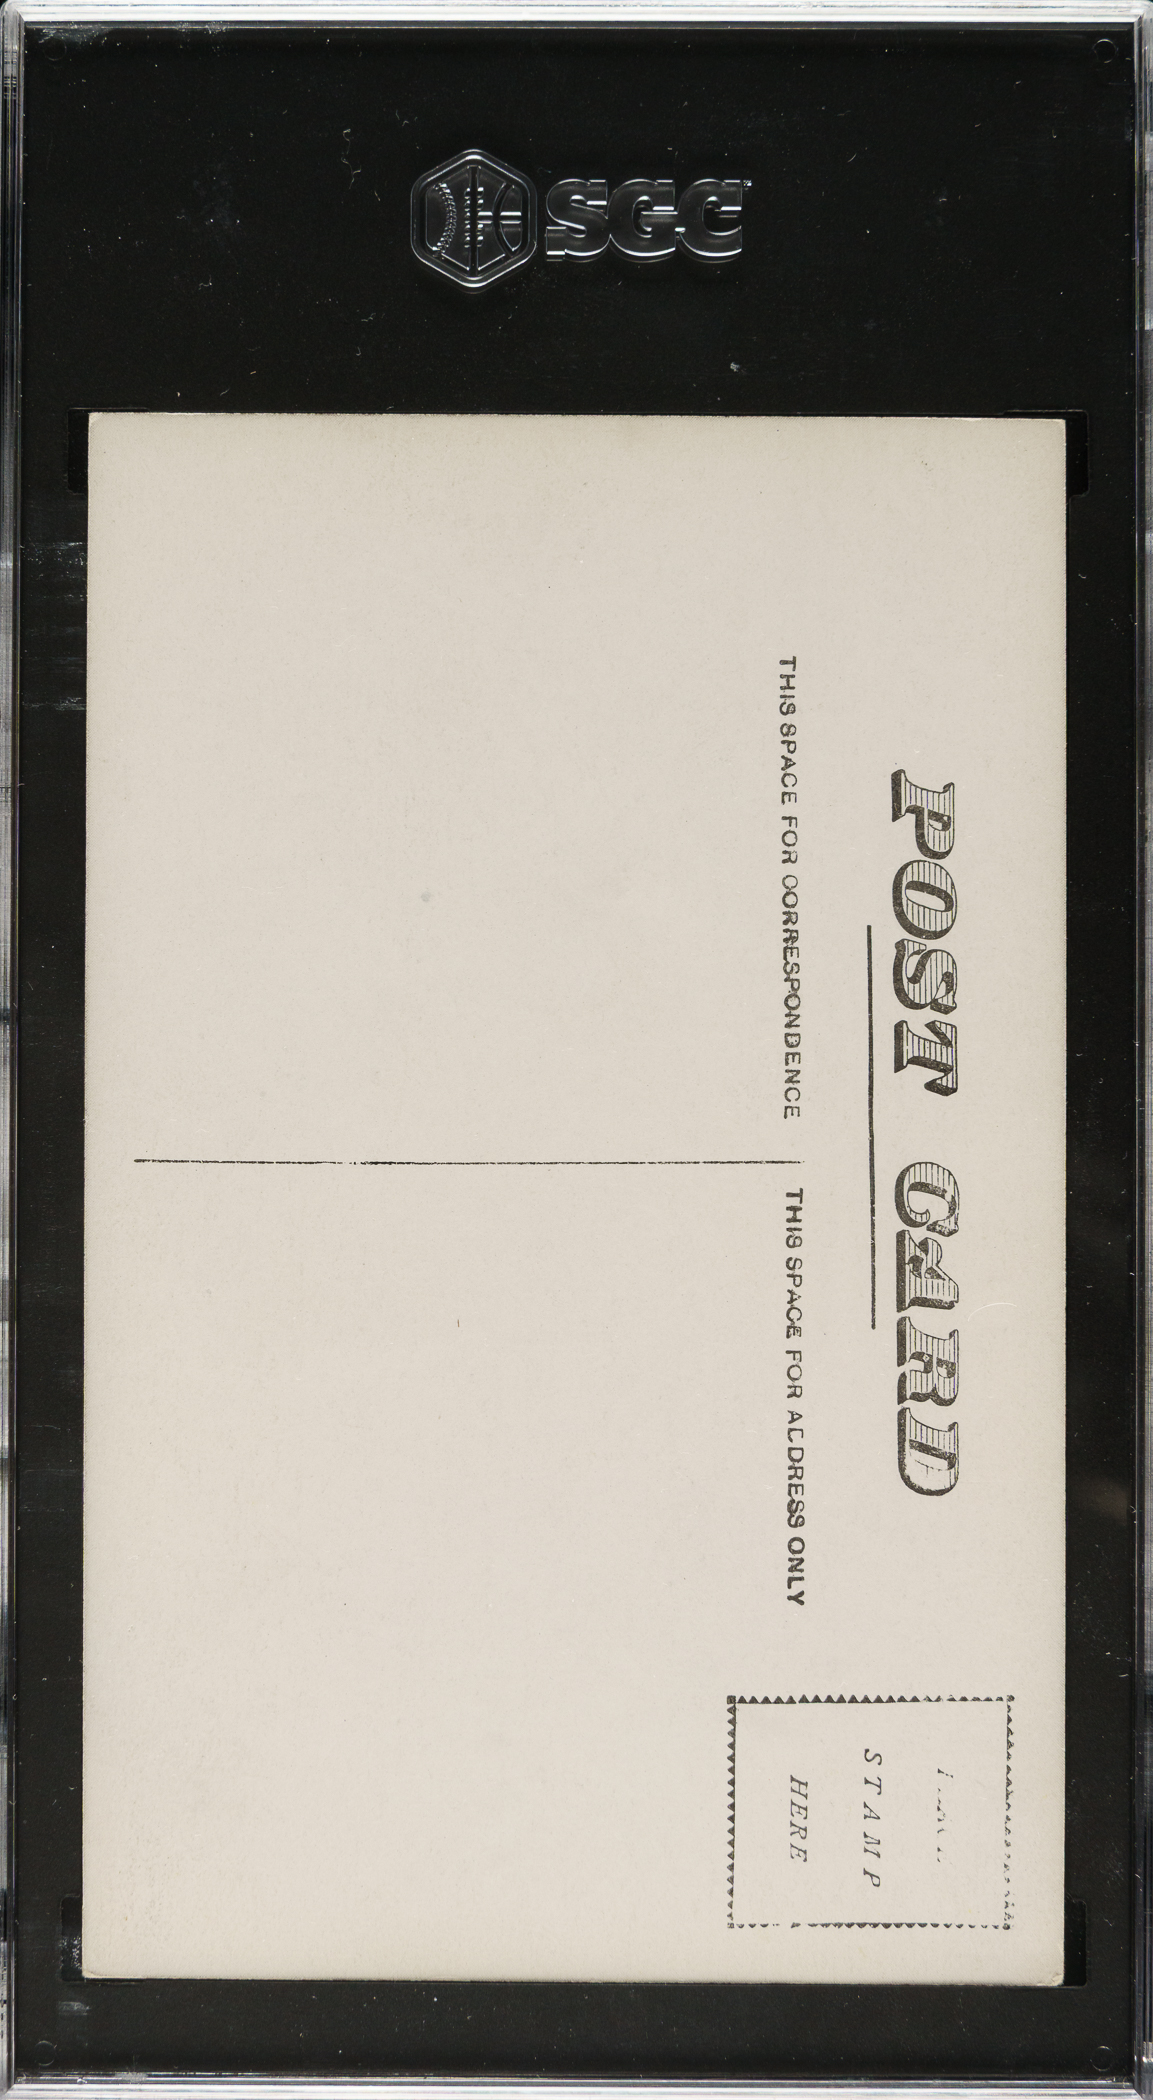 SGC
POST CARD
THIS SPACE FOR CORRESPONDENCE
THIS SPACE FOR ADDRESS ONLY
STAMP
HERE